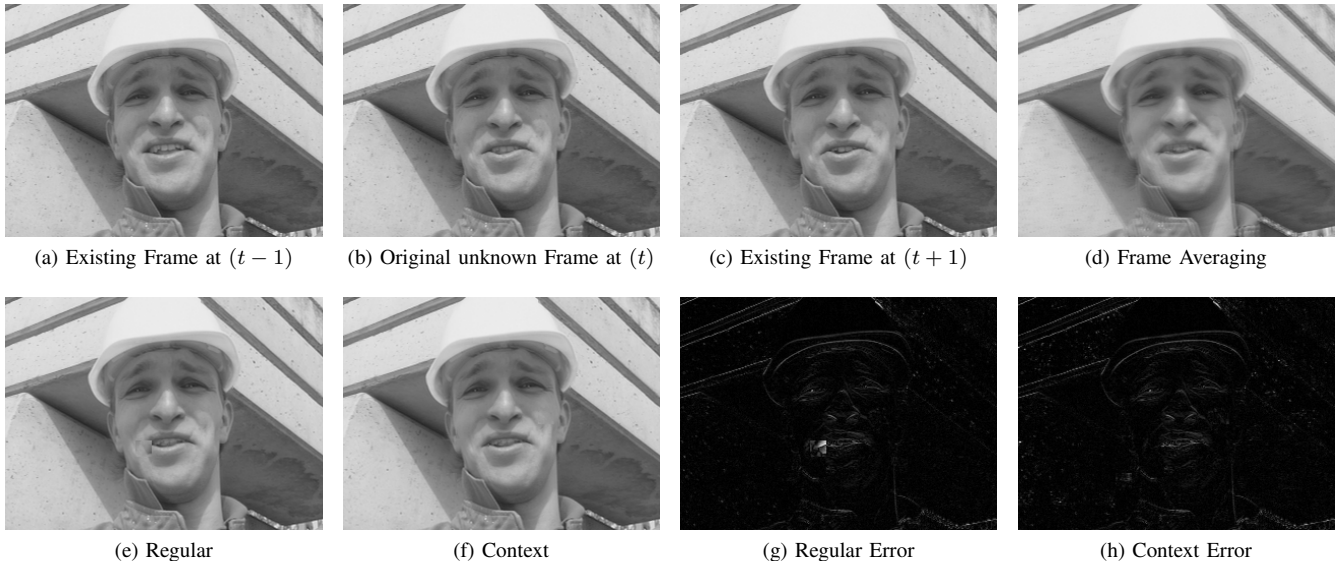 (a) Existing Frame at (t − 1)
(b) Original unknown Frame at (t)
(c) Existing Frame at (t + 1)
(d) Frame Averaging
(e) Regular
(f) Context
(g) Regular Error
(h) Context Error